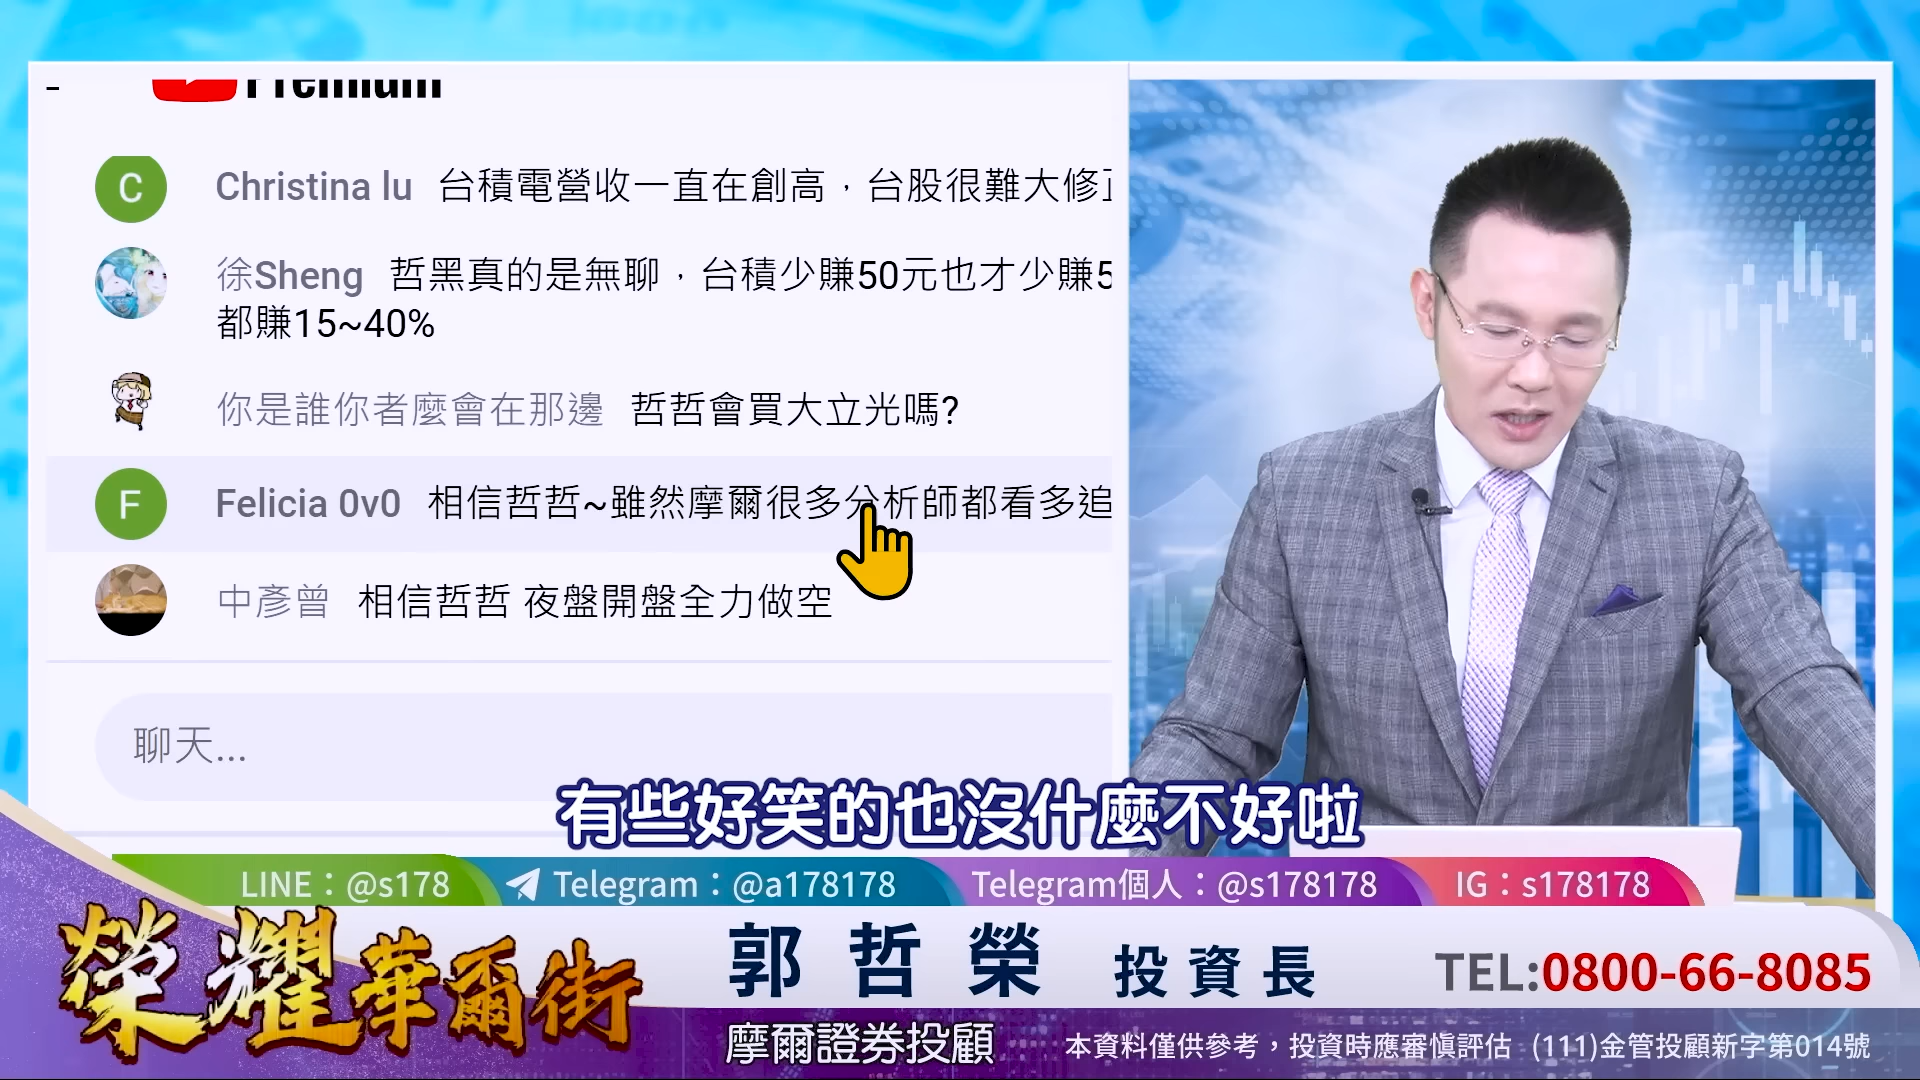 Premium
C
Christina lu 台積電營收一直在創高，台股很難大修
徐Sheng 哲黑真的是無聊，台積少賺50元也才少賺5
都賺15~40%
你是誰你者麼會在那邊 哲哲會買大立光嗎?
F
Felicia 0v0 相信哲哲~雖然摩爾很多分析師都看多追
中彥曾 相信哲哲 夜盤開盤全力做空
聊天...
有些好笑的也沒什麼不好啦
LINE：@s178
Telegram：@a178178
Telegram個人：@s178178
IG：s178178
榮耀華爾街
郭哲榮 投資長
TEL:0800-66-8085
摩爾證券投顧
本資料僅供參考，投資時應審慎評估 (111)金管投顧新字第014號